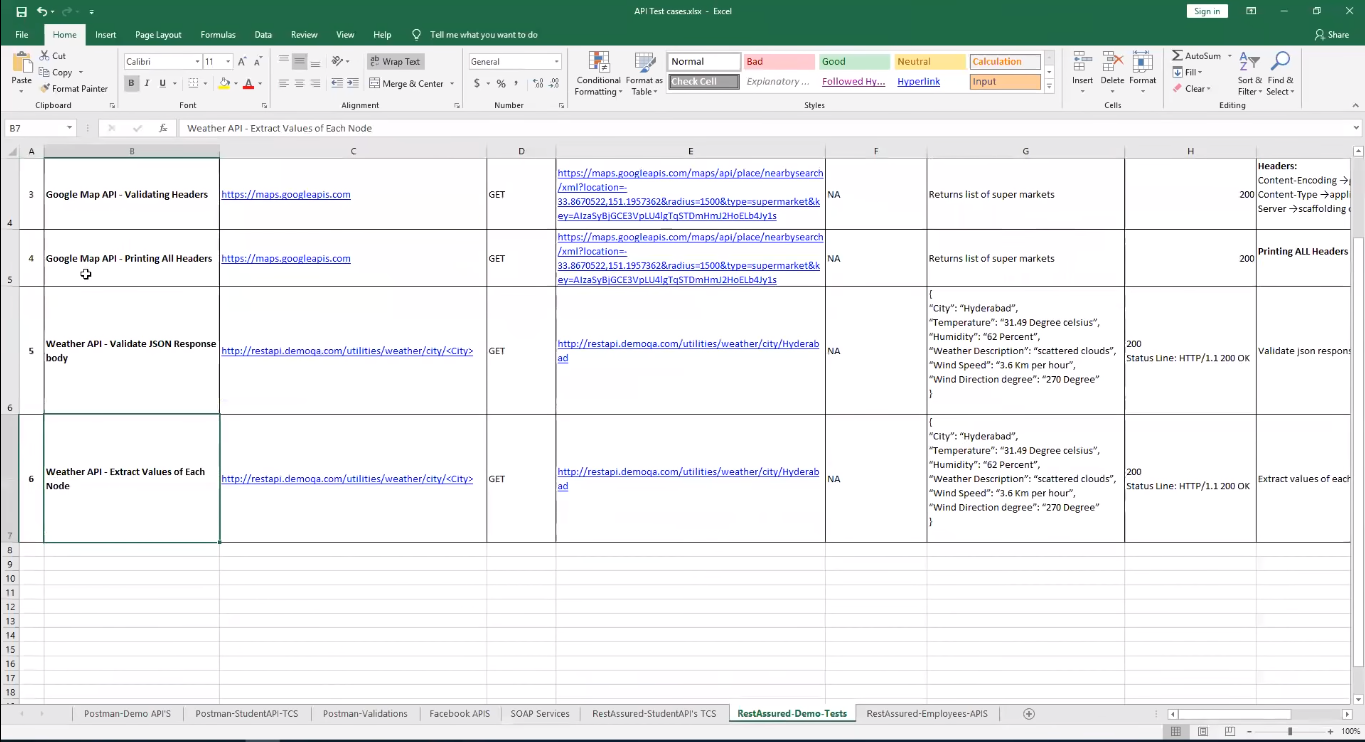 API Test cases.xlsx - Excel
Sign in
File Home Insert Page Layout Formulas Data Review View Help Tell me what you want to do Share
Paste
Cut
Copy
Format Painter
Clipboard
Calibri 11
B I U
Font
Wrap Text
Merge & Center
Alignment
General
$ %
Number
Conditional Formatting
Format as Table
Normal Bad Good Neutral Calculation
Check Cell Explanatory ... Followed Hy... Hyperlink Input
Styles
Insert Delete Format
Cells
AutoSum
Fill
Clear
Sort & Filter
Find & Select
Editing
B7
fx
Weather API - Extract Values of Each Node
A B C D E F G H
4
3
Google Map API - Validating Headers
https://maps.googleapis.com
GET
https://maps.googleapis.com/maps/api/place/nearbysearch
/xml?location=-
33.8670522,151.1957362&radius=1500&type=supermarket&k
ey=AIzaSyBjGCE3VpLU4lgTqSTDmHmJ2HoELb4Jy1s
NA
Returns list of super markets
200
Headers:
Content-Encoding →g
Content-Type →appli
Server →scaffolding o
5
4
Google Map API - Printing All Headers
https://maps.googleapis.com
GET
https://maps.googleapis.com/maps/api/place/nearbysearch
/xml?location=-
33.8670522,151.1957362&radius=1500&type=supermarket&k
ey=AIzaSyBjGCE3VpLU4lgTqSTDmHmJ2HoELb4Jy1s
NA
Returns list of super markets
200
Printing ALL Headers
6
5
Weather API - Validate JSON Response
body
http://restapi.demoqa.com/utilities/weather/city/<City>
GET
http://restapi.demoqa.com/utilities/weather/city/Hyderab
ad
NA
{
“City”: “Hyderabad”,
“Temperature”: “31.49 Degree celsius”,
“Humidity”: “62 Percent”,
“Weather Description”: “scattered clouds”,
“Wind Speed”: “3.6 Km per hour”,
“Wind Direction degree”: “270 Degree”
}
200
Status Line: HTTP/1.1 200 OK
Validate json respons
7
6
Weather API - Extract Values of Each
Node
http://restapi.demoqa.com/utilities/weather/city/<City>
GET
http://restapi.demoqa.com/utilities/weather/city/Hyderab
ad
NA
{
“City”: “Hyderabad”,
“Temperature”: “31.49 Degree celsius”,
“Humidity”: “62 Percent”,
“Weather Description”: “scattered clouds”,
“Wind Speed”: “3.6 Km per hour”,
“Wind Direction degree”: “270 Degree”
}
200
Status Line: HTTP/1.1 200 OK
Extract values of each
8
9
10
11
12
13
14
15
16
17
18
Postman-Demo API'S Postman-StudentAPI-TCS Postman-Validations Facebook APIS SOAP Services RestAssured-StudentAPI's TCS RestAssured-Demo-Tests RestAssured-Employees-APIS
100%